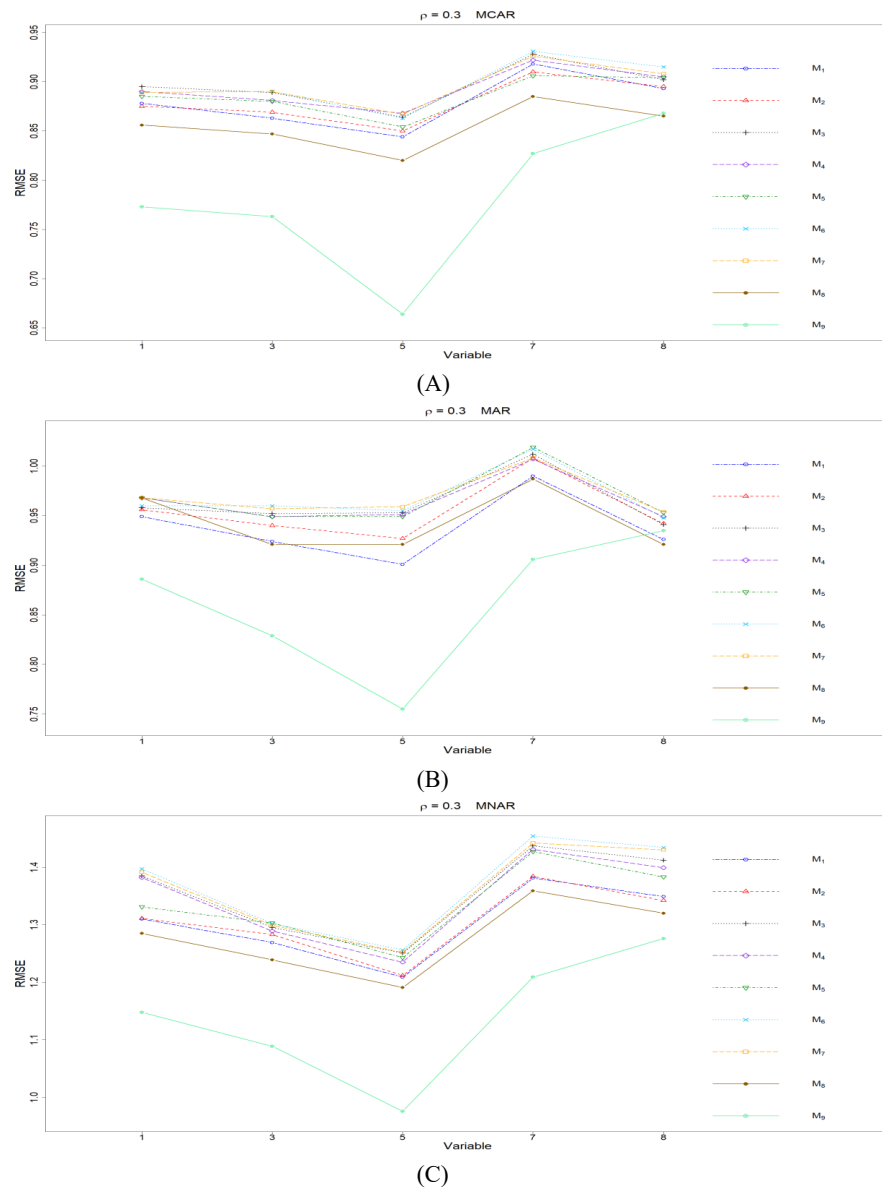 ρ = 0.3 MCAR
0.95
0.90
0.85
0.80
0.75
0.70
0.65
RMSE
1 3 5 7 8
Variable
M1
M2
M3
M4
M5
M6
M7
M8
M9
(A)
ρ = 0.3 MAR
1.00
0.95
0.90
0.85
0.80
0.75
RMSE
1 3 5 7 8
Variable
M1
M2
M3
M4
M5
M6
M7
M8
M9
(B)
ρ = 0.3 MNAR
1.4
1.3
1.2
1.1
1.0
RMSE
1 3 5 7 8
Variable
M1
M2
M3
M4
M5
M6
M7
M8
M9
(C)